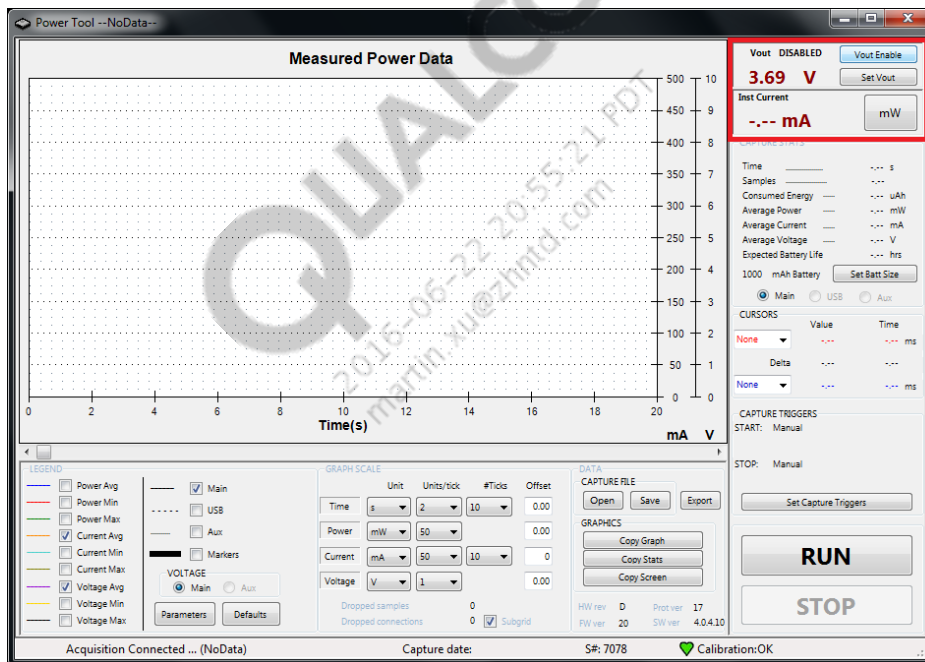 Power Tool --NoData--
Measured Power Data
500 10
450 9
400 8
350 7
300 6
250 5
200 4
150 3
100 2
50 1
0 0
0 2 4 6 8 10 12 14 16 18 20
Time(s)
mA V
Vout DISABLED Vout Enable
3.69 V Set Vout
Inst Current
-.-- mA mW
CAPTURE STATS
Time -.-- s
Samples -.--
Consumed Energy -.-- uAh
Average Power -.-- mW
Average Current -.-- mA
Average Voltage -.-- V
Expected Battery Life -.-- hrs
1000 mAh Battery Set Batt Size
Main USB Aux
CURSORS
Value Time
None -.-- -.-- ms
Delta -.-- -.--
None -.-- -.-- ms
CAPTURE TRIGGERS
START: Manual
STOP: Manual
Set Capture Triggers
RUN
STOP
LEGEND
Power Avg
Power Min
Power Max
Current Avg
Current Min
Current Max
Voltage Avg
Voltage Min
Voltage Max
Main
USB
Aux
Markers
VOLTAGE
Main Aux
Parameters Defaults
GRAPH SCALE
Unit Units/tick #Ticks Offset
Time s 2 10 0.00
Power mW 50 0.00
Current mA 50 10 0
Voltage V 1 0.00
Dropped samples 0
Dropped connections 0 Subgrid
DATA
CAPTURE FILE
Open Save Export
GRAPHICS
Copy Graph
Copy Stats
Copy Screen
HW rev D Prot ver 17
FW ver 20 SW ver 4.0.4.10
Acquisition Connected ... (NoData) Capture date: S#: 7078 Calibration:OK
QUALCO
2016-06-22 20:55:21 PDT
martin.xu@zhntd.com